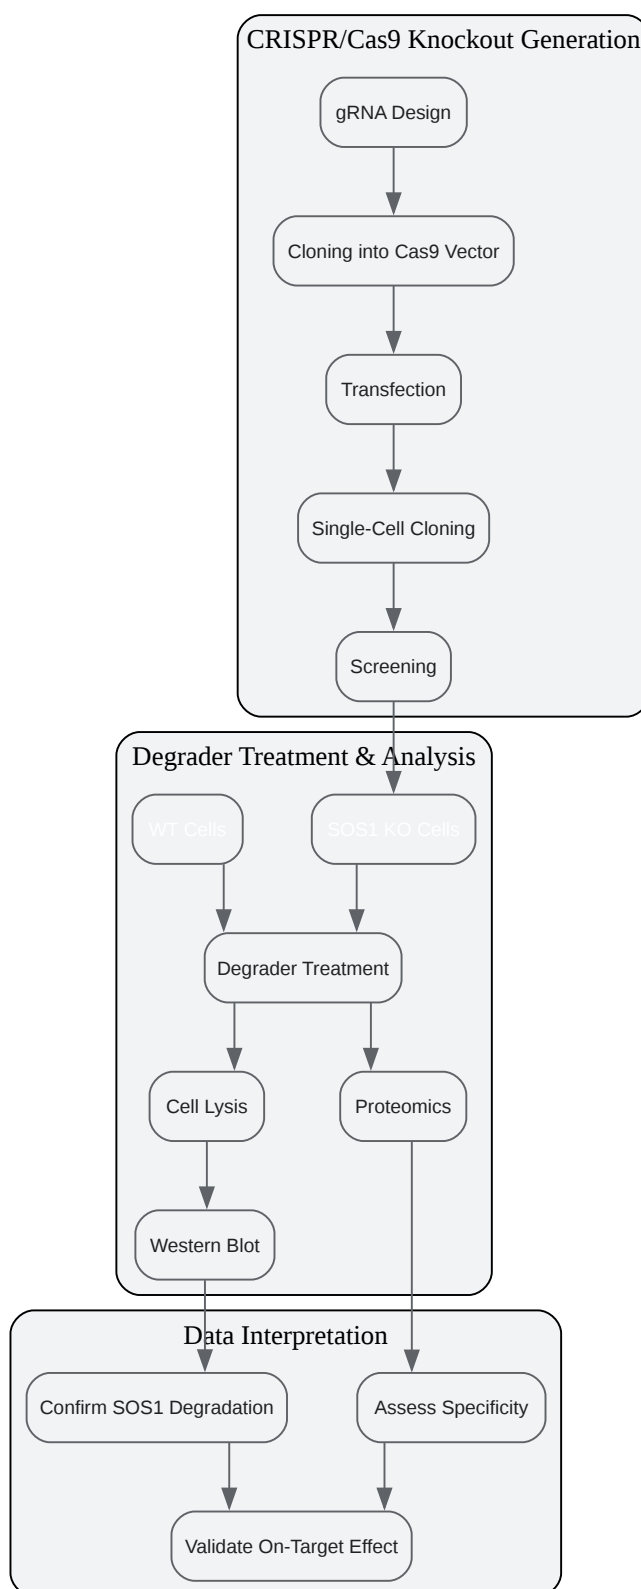 CRISPR/Cas9 Knockout Generation
gRNA Design
Cloning into Cas9 Vector
Transfection
Single-Cell Cloning
Screening
Degrader Treatment & Analysis
WT Cells
SOS1 KO Cells
Degrader Treatment
Cell Lysis
Proteomics
Western Blot
Data Interpretation
Confirm SOS1 Degradation
Assess Specificity
Validate On-Target Effect